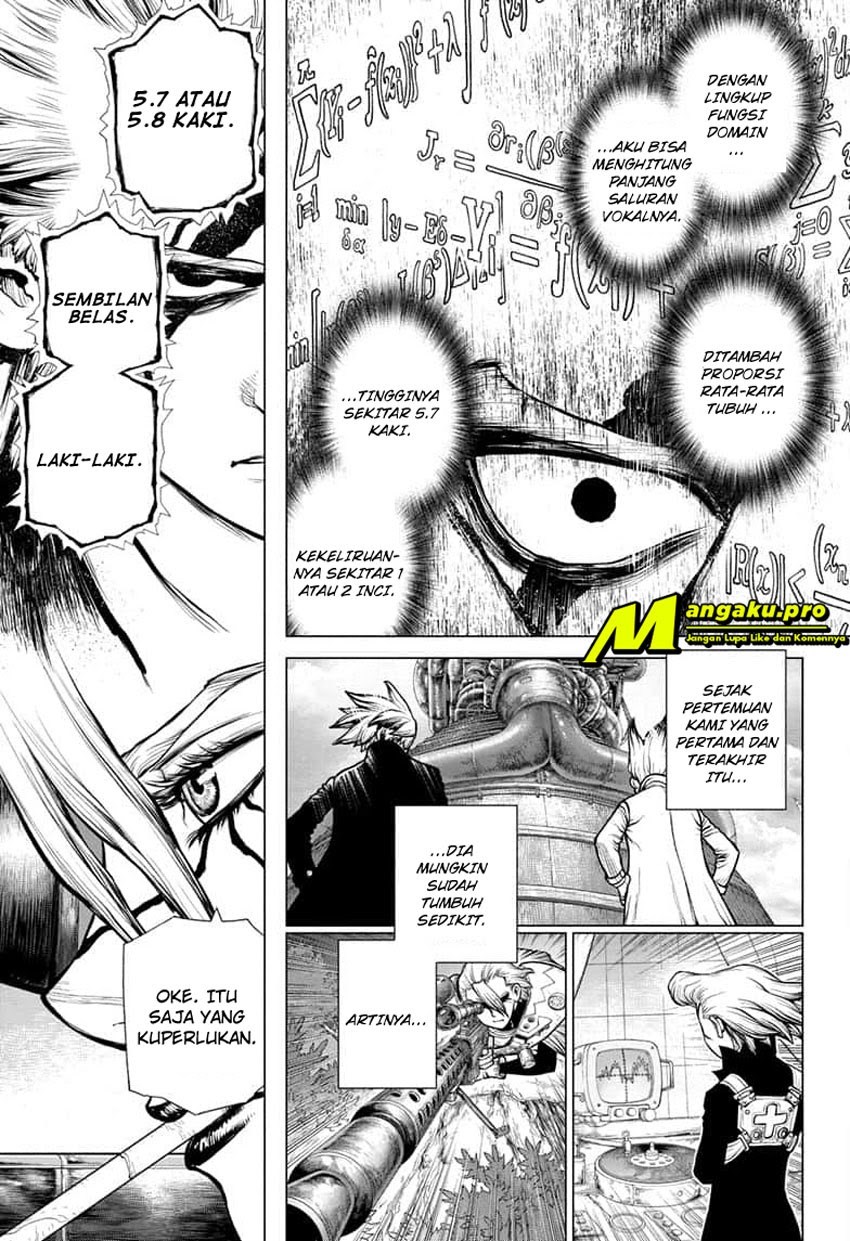 DENGAN
LINGKUP
FUNGSI
DOMAIN
...
...AKU BISA
MENGHITUNG
PANJANG
SALURAN
VOKALNYA.
DITAMBAH
PROPORSI
RATA-RATA
TUBUH ...
...TINGGINYA
SEKITAR 5.7
KAKI.
KEKELIRUAN-
NYA SEKITAR 1
ATAU 2 INCI.
Mangaku.pro
Jangan Lupa Like dan Komennya
SEJAK
PERTEMUAN
KAMI YANG
PERTAMA DAN
TERAKHIR
ITU...
...DIA
MUNGKIN
SUDAH
TUMBUH
SEDIKIT.
ARTINYA...
5.7 ATAU
5.8 KAKI.
SEMBILAN
BELAS.
LAKI-LAKI.
OKE. ITU
SAJA YANG
KUPERLUKAN.